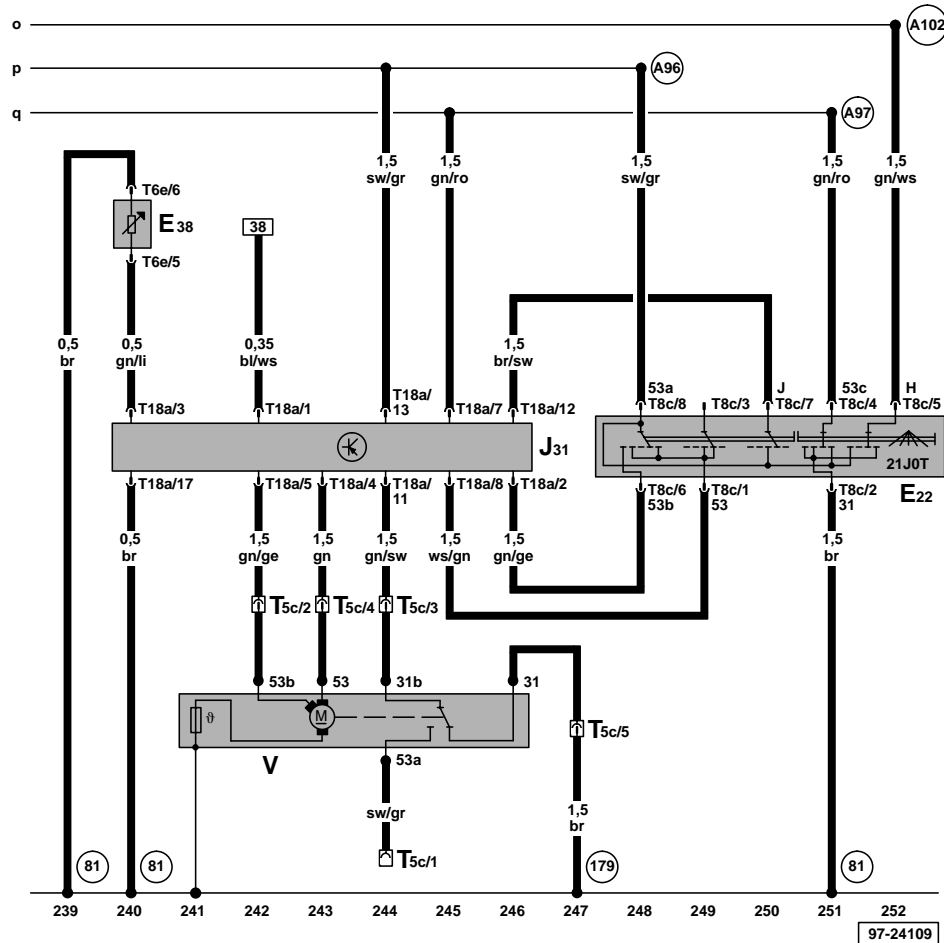 o
A102
p
A96
q
A97
1,5 sw/gr
1,5 gn/ro
1,5 sw/gr
1,5 gn/ro
1,5 gn/ws
T6e/6
E38
38
T6e/5
0,5 br
0,5 gn/li
0,35 bl/ws
1,5 br/sw
53a
J
53c
H
T18a/3
T18a/1
T18a/13
T18a/7
T18a/12
T8c/8
T8c/3
T8c/7
T8c/4
T8c/5
J31
21J0T
E22
T18a/17
T18a/5
T18a/4
T18a/11
T18a/8
T18a/2
T8c/6
T8c/1
T8c/2
53b
53
31
0,5 br
1,5 gn/ge
1,5 gn
1,5 gn/sw
1,5 ws/gn
1,5 gn/ge
1,5 br
T5c/2
T5c/4
T5c/3
53b
53
31b
31
ϑ
M
T5c/5
V
53a
sw/gr
1,5 br
T5c/1
81
81
179
81
239 240 241 242 243 244 245 246 247 248 249 250 251 252
97-24109